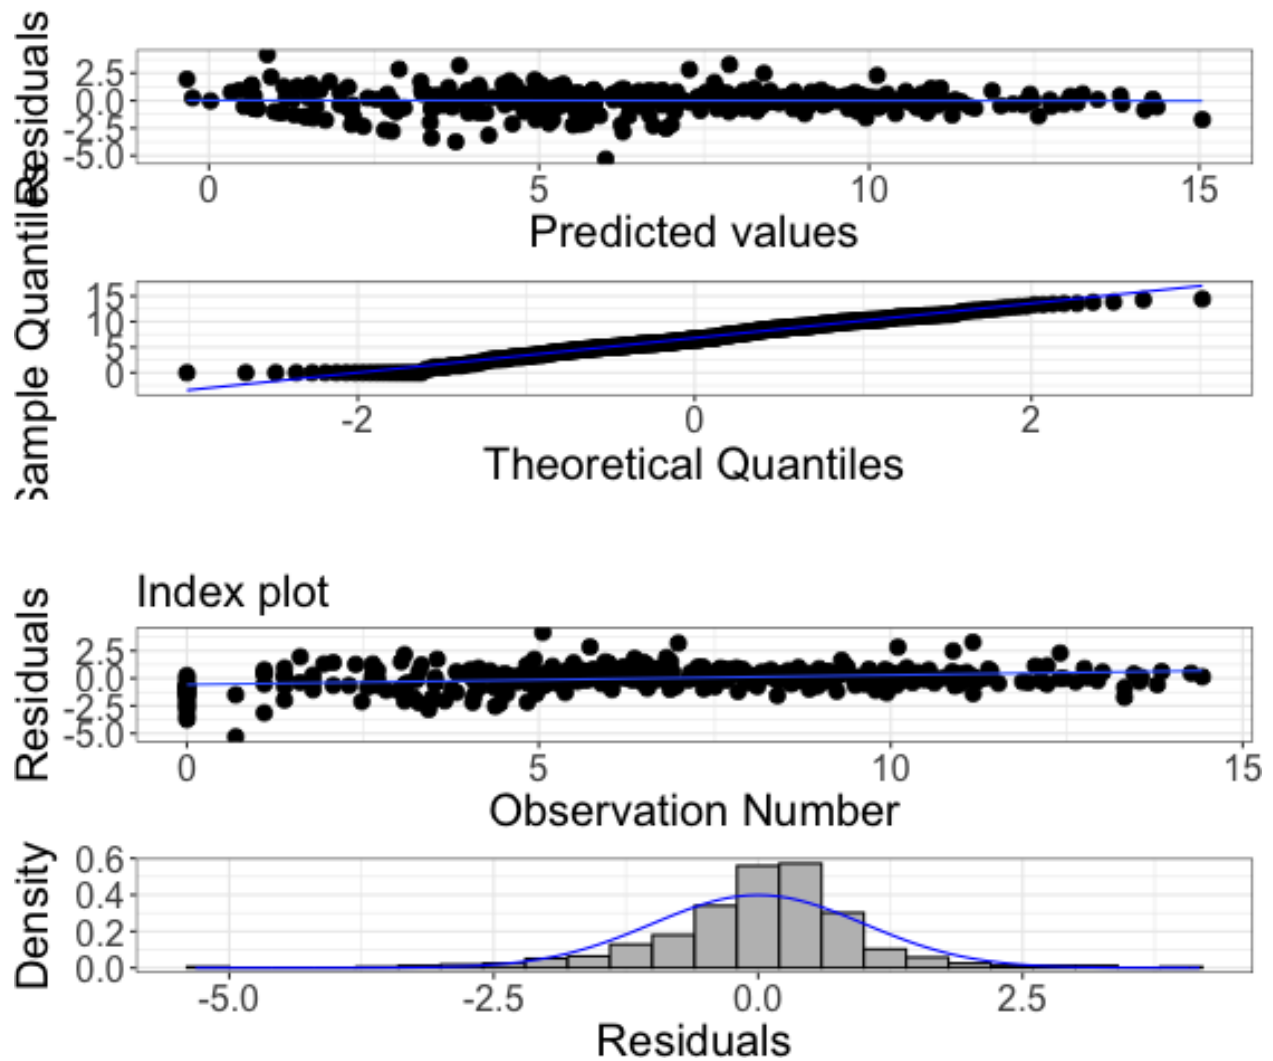 Residuals
2.5
0.0
-2.5
-5.0
0 5 10 15
Predicted values
Sample Quantiles
15
10
5
0
-2 0 2
Theoretical Quantiles
Index plot
Residuals
2.5
0.0
-2.5
-5.0
0 5 10 15
Observation Number
Density
0.6
0.4
0.2
0.0
-5.0 -2.5 0.0 2.5
Residuals